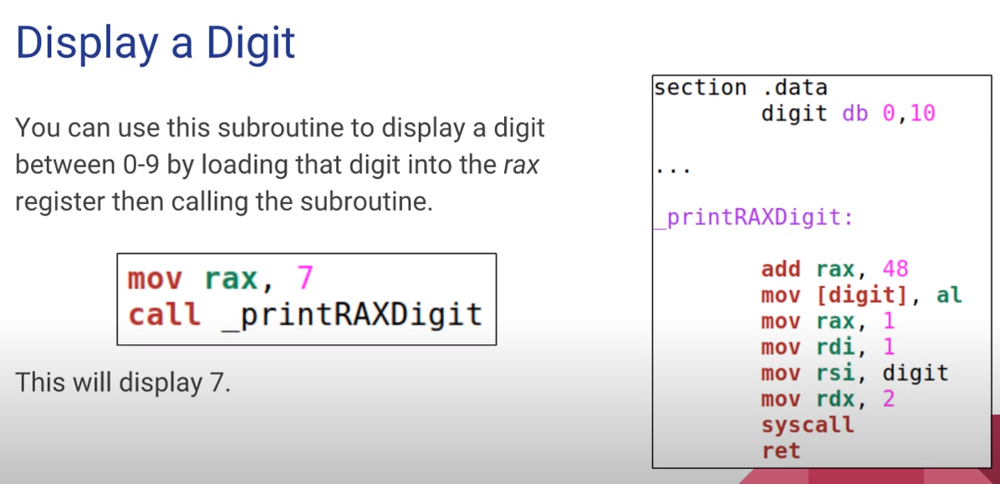 Display a Digit
You can use this subroutine to display a digit
between 0-9 by loading that digit into the rax
register then calling the subroutine.
mov rax, 7
call _printRAXDigit
This will display 7.
section .data
digit db 0,10
...
_printRAXDigit:
add rax, 48
mov [digit], al
mov rax, 1
mov rdi, 1
mov rsi, digit
mov rdx, 2
syscall
ret